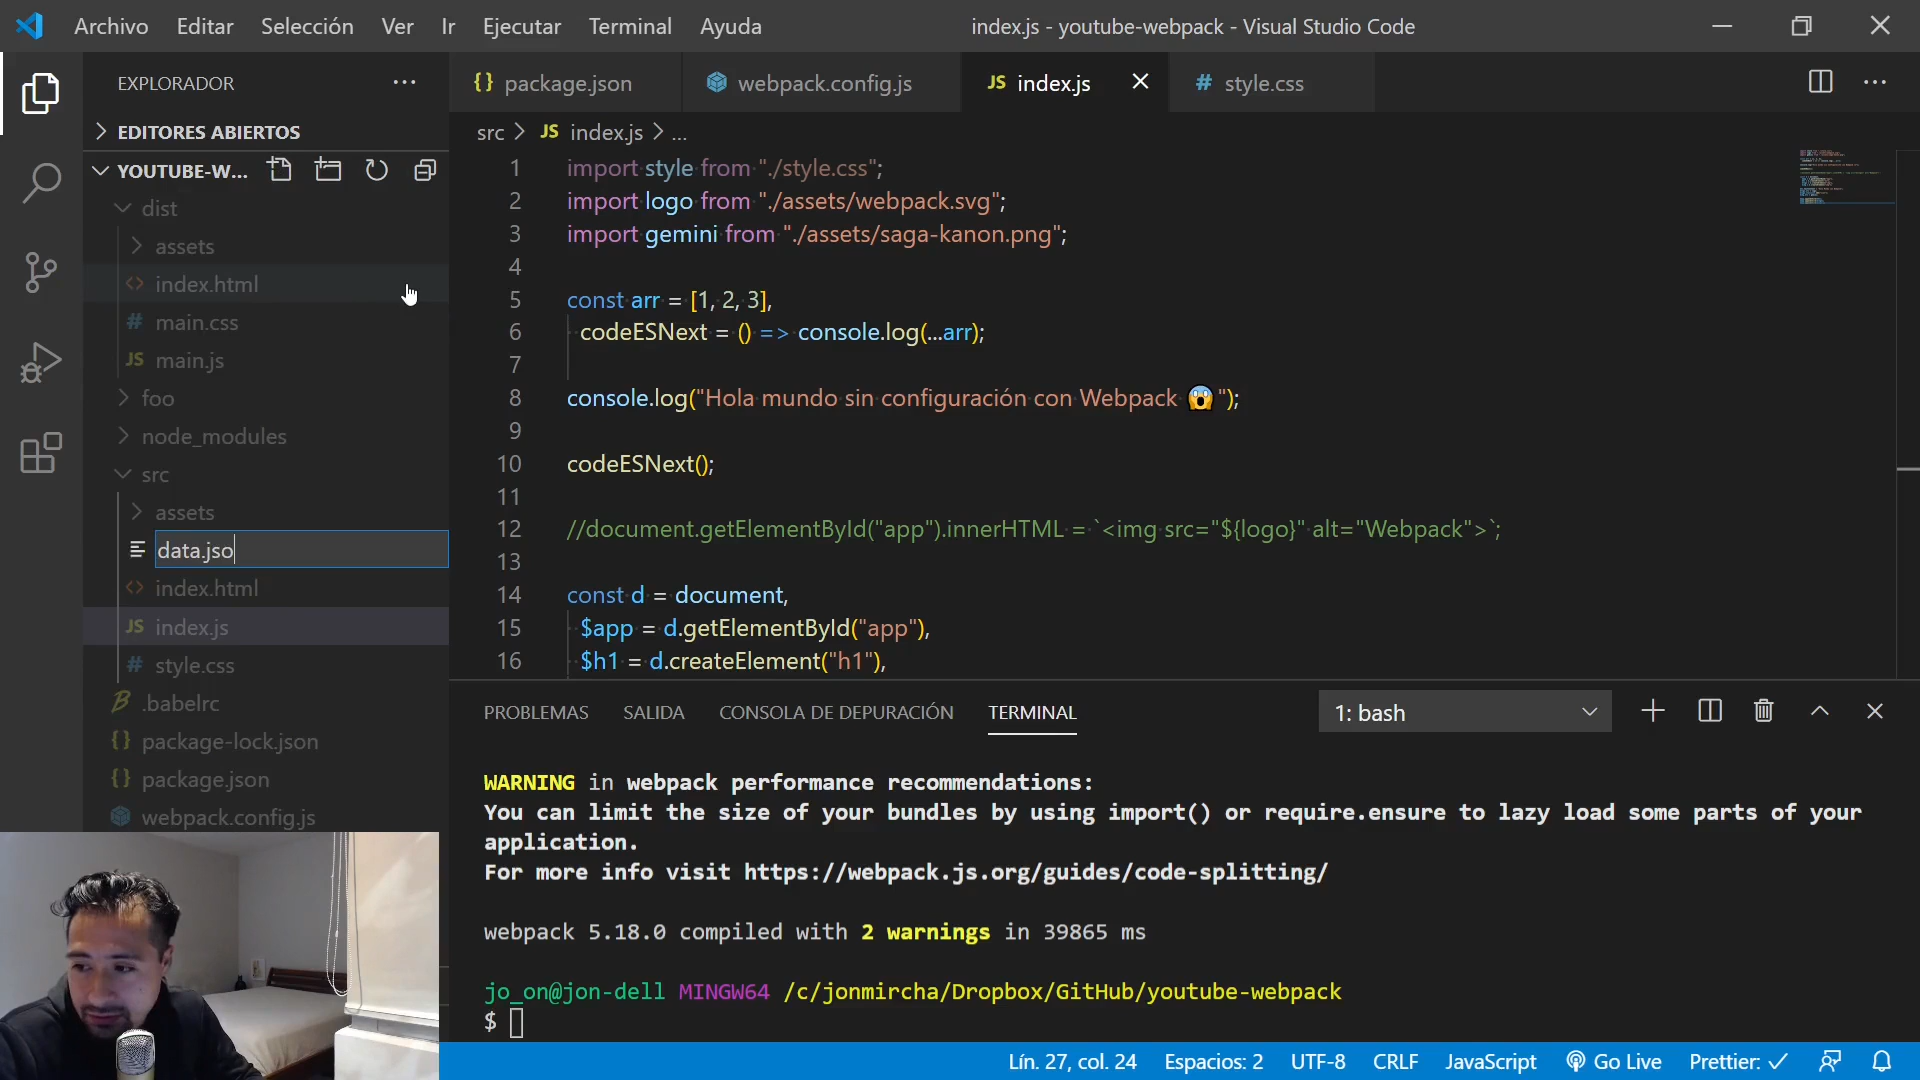 Archivo Editar Selección Ver Ir Ejecutar Terminal Ayuda index.js - youtube-webpack - Visual Studio Code
EXPLORADOR
EDITORES ABIERTOS
YOUTUBE-W...
dist
assets
index.html
main.css
main.js
foo
node_modules
src
assets
data.jso
index.html
index.js
style.css
.babelrc
package-lock.json
package.json
webpack.config.js
package.json webpack.config.js JS index.js style.css
src > JS index.js > ...
1 import style from "./style.css";
2 import logo from "./assets/webpack.svg";
3 import gemini from "./assets/saga-kanon.png";
4
5 const arr = [1, 2, 3],
6 codeESNext = () => console.log(...arr);
7
8 console.log("Hola mundo sin configuración con Webpack 😱");
9
10 codeESNext();
11
12 //document.getElementById("app").innerHTML = `<img src="${logo}" alt="Webpack">`;
13
14 const d = document,
15 $app = d.getElementById("app"),
16 $h1 = d.createElement("h1"),
PROBLEMAS SALIDA CONSOLA DE DEPURACIÓN TERMINAL 1: bash
WARNING in webpack performance recommendations:
You can limit the size of your bundles by using import() or require.ensure to lazy load some parts of your
application.
For more info visit https://webpack.js.org/guides/code-splitting/
webpack 5.18.0 compiled with 2 warnings in 39865 ms
jo_on@jon-dell MINGW64 /c/jonmircha/Dropbox/GitHub/youtube-webpack
$
Lín. 27, col. 24 Espacios: 2 UTF-8 CRLF JavaScript Go Live Prettier: ✓